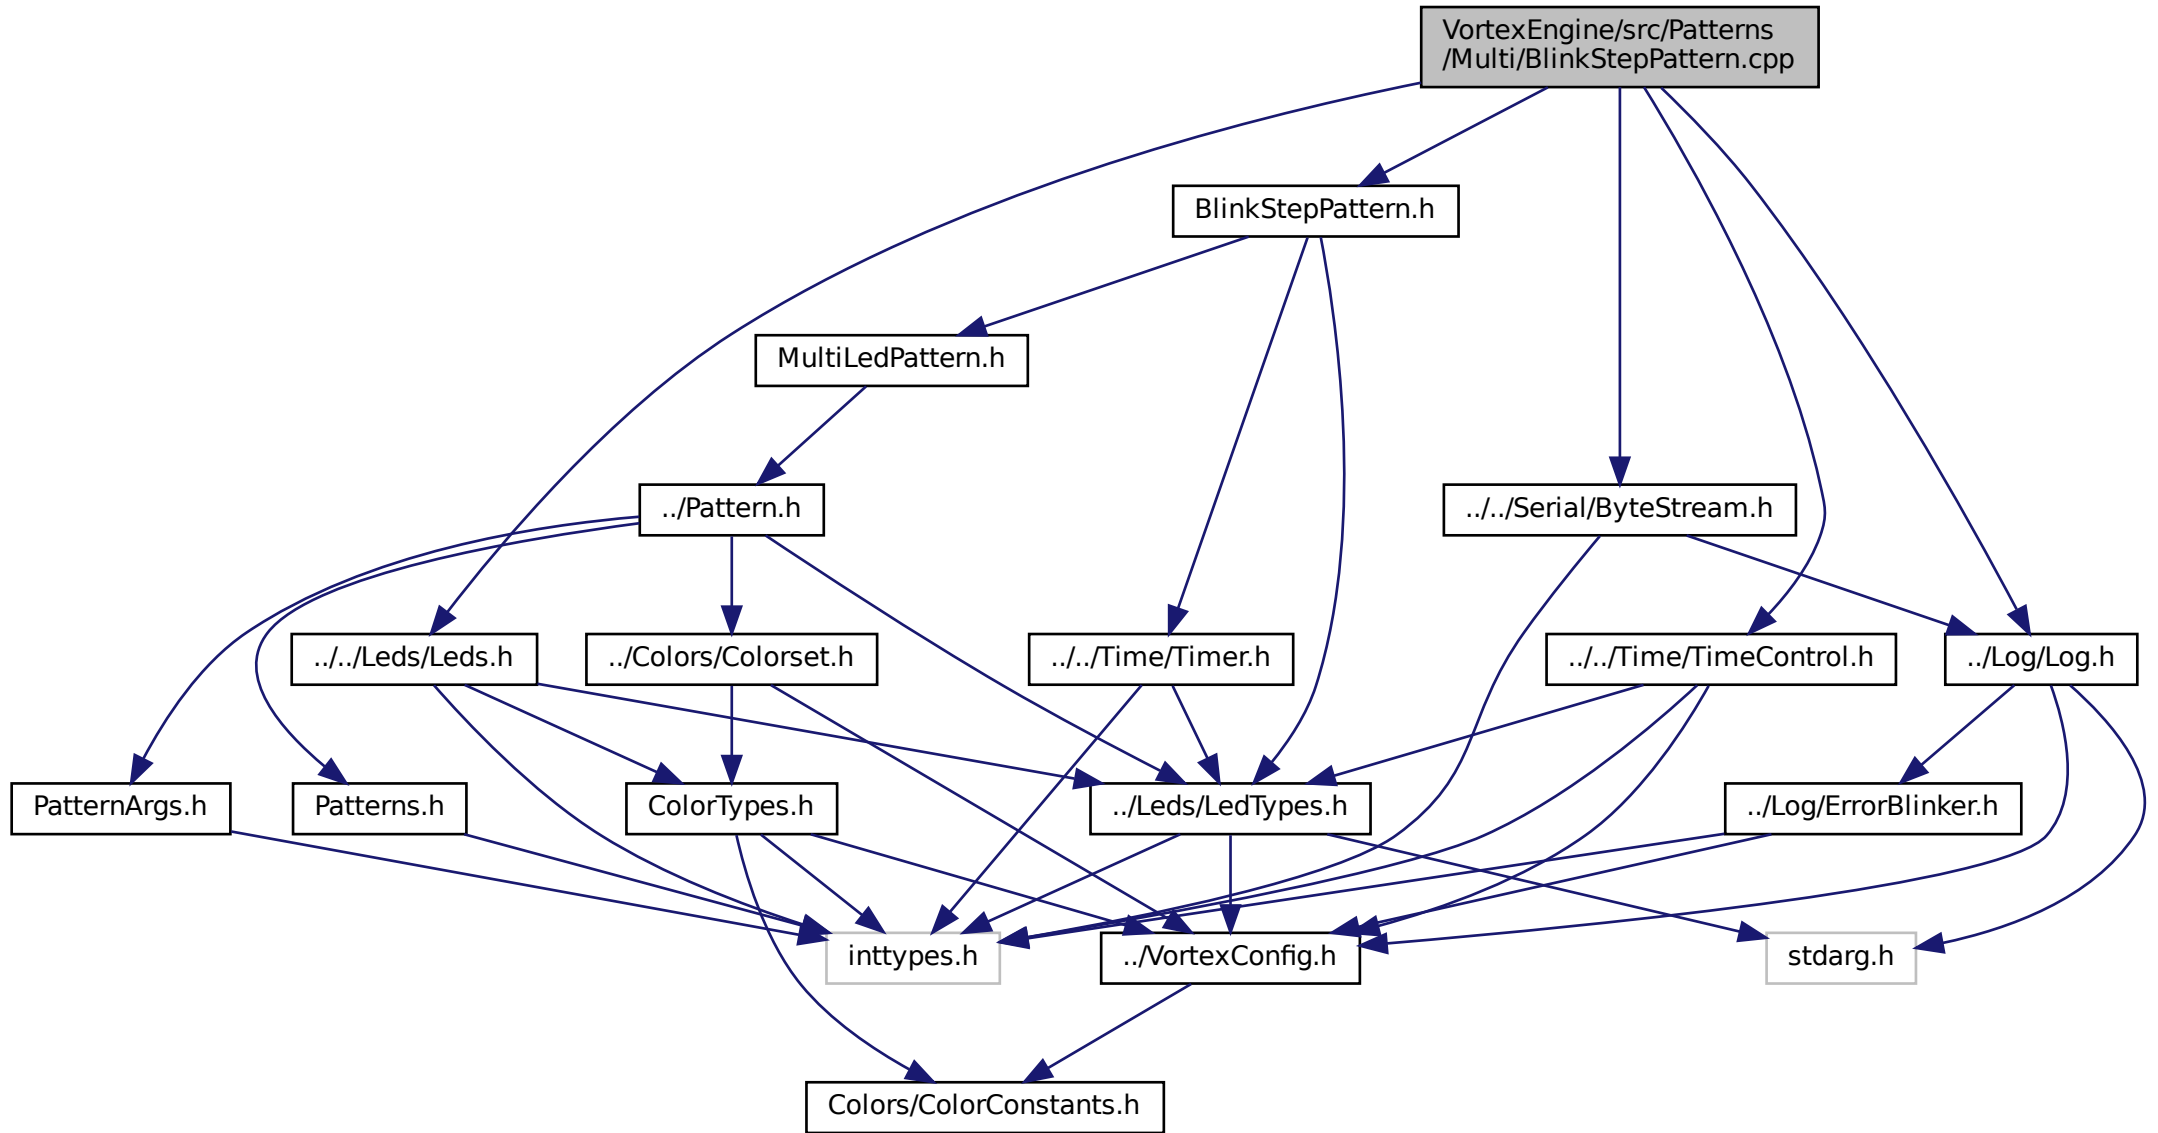 VortexEngine/src/Patterns
/Multi/BlinkStepPattern.cpp
BlinkStepPattern.h
MultiLedPattern.h
../Pattern.h
../../Serial/ByteStream.h
../../Leds/Leds.h
../Colors/Colorset.h
../../Time/Timer.h
../../Time/TimeControl.h
../Log/Log.h
PatternArgs.h
Patterns.h
ColorTypes.h
../Leds/LedTypes.h
../Log/ErrorBlinker.h
inttypes.h
../VortexConfig.h
stdarg.h
Colors/ColorConstants.h